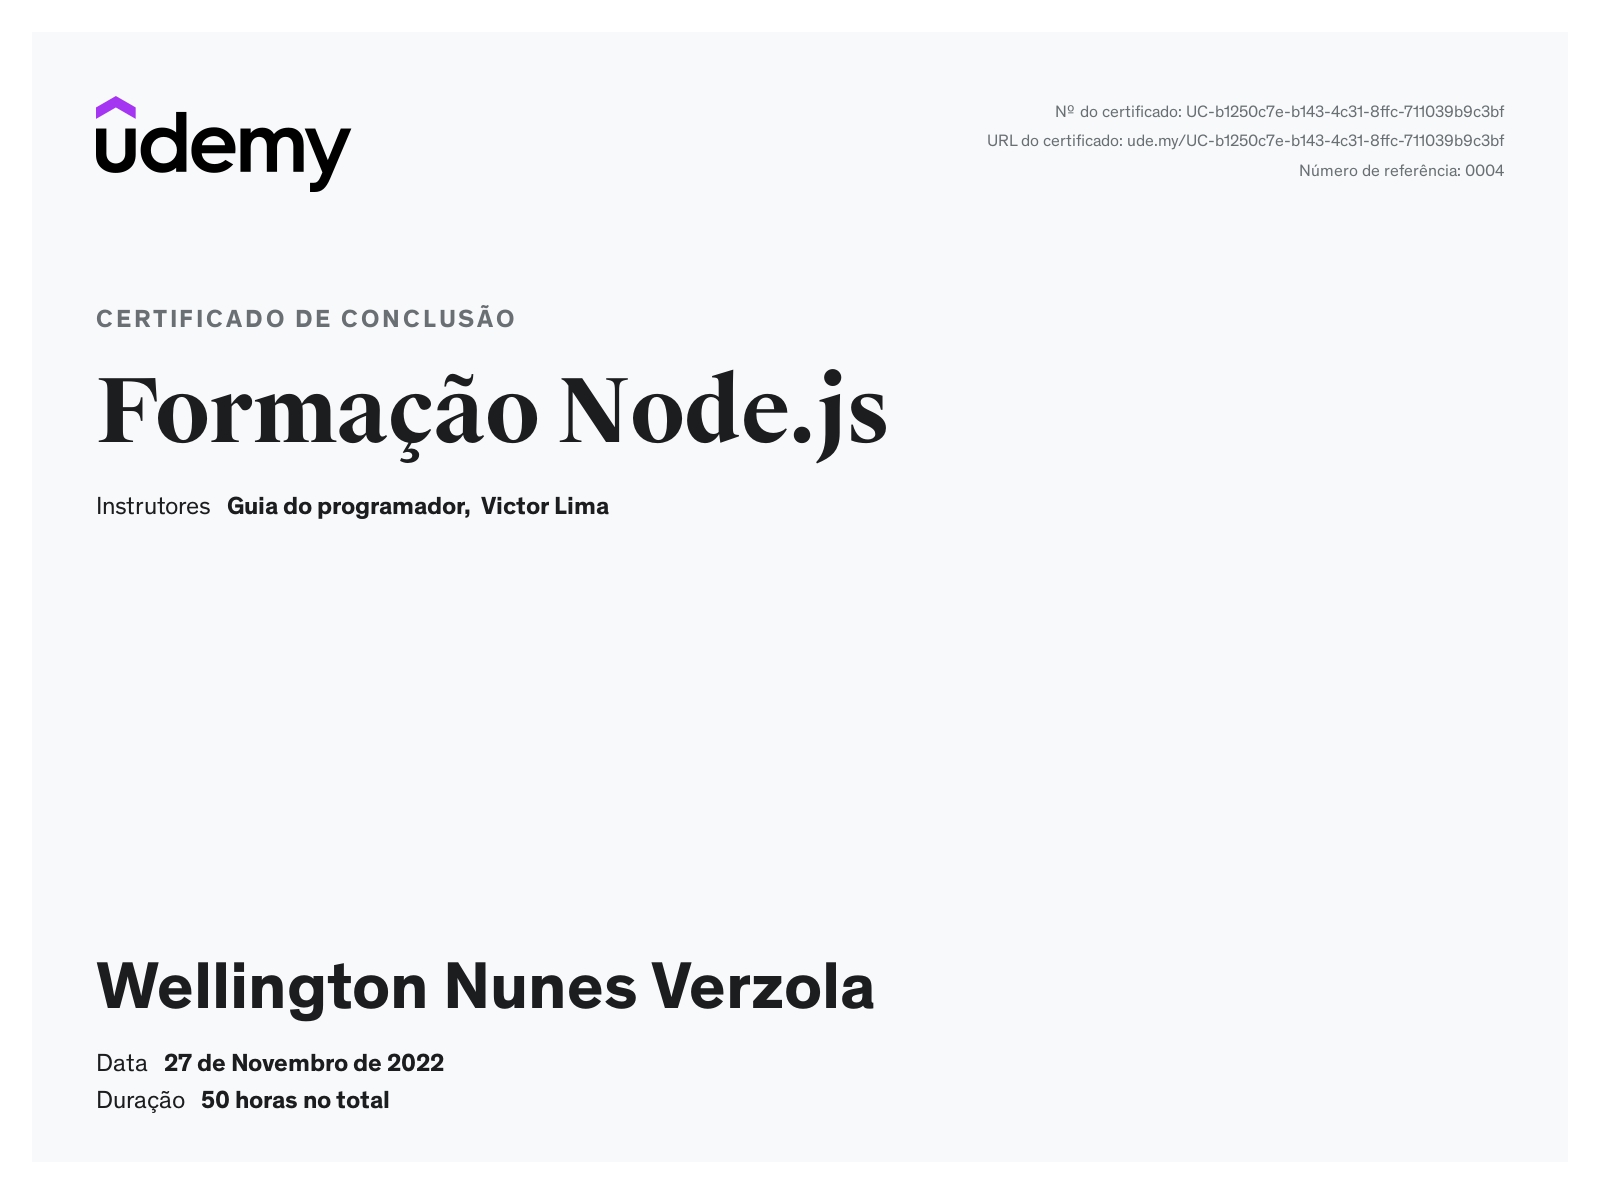 udemy
Nº do certificado: UC-b1250c7e-b143-4c31-8ffc-711039b9c3bf
URL do certificado: ude.my/UC-b1250c7e-b143-4c31-8ffc-711039b9c3bf
Número de referência: 0004
CERTIFICADO DE CONCLUSÃO
Formação Node.js
Instrutores Guia do programador, Victor Lima
Wellington Nunes Verzola
Data 27 de Novembro de 2022
Duração 50 horas no total